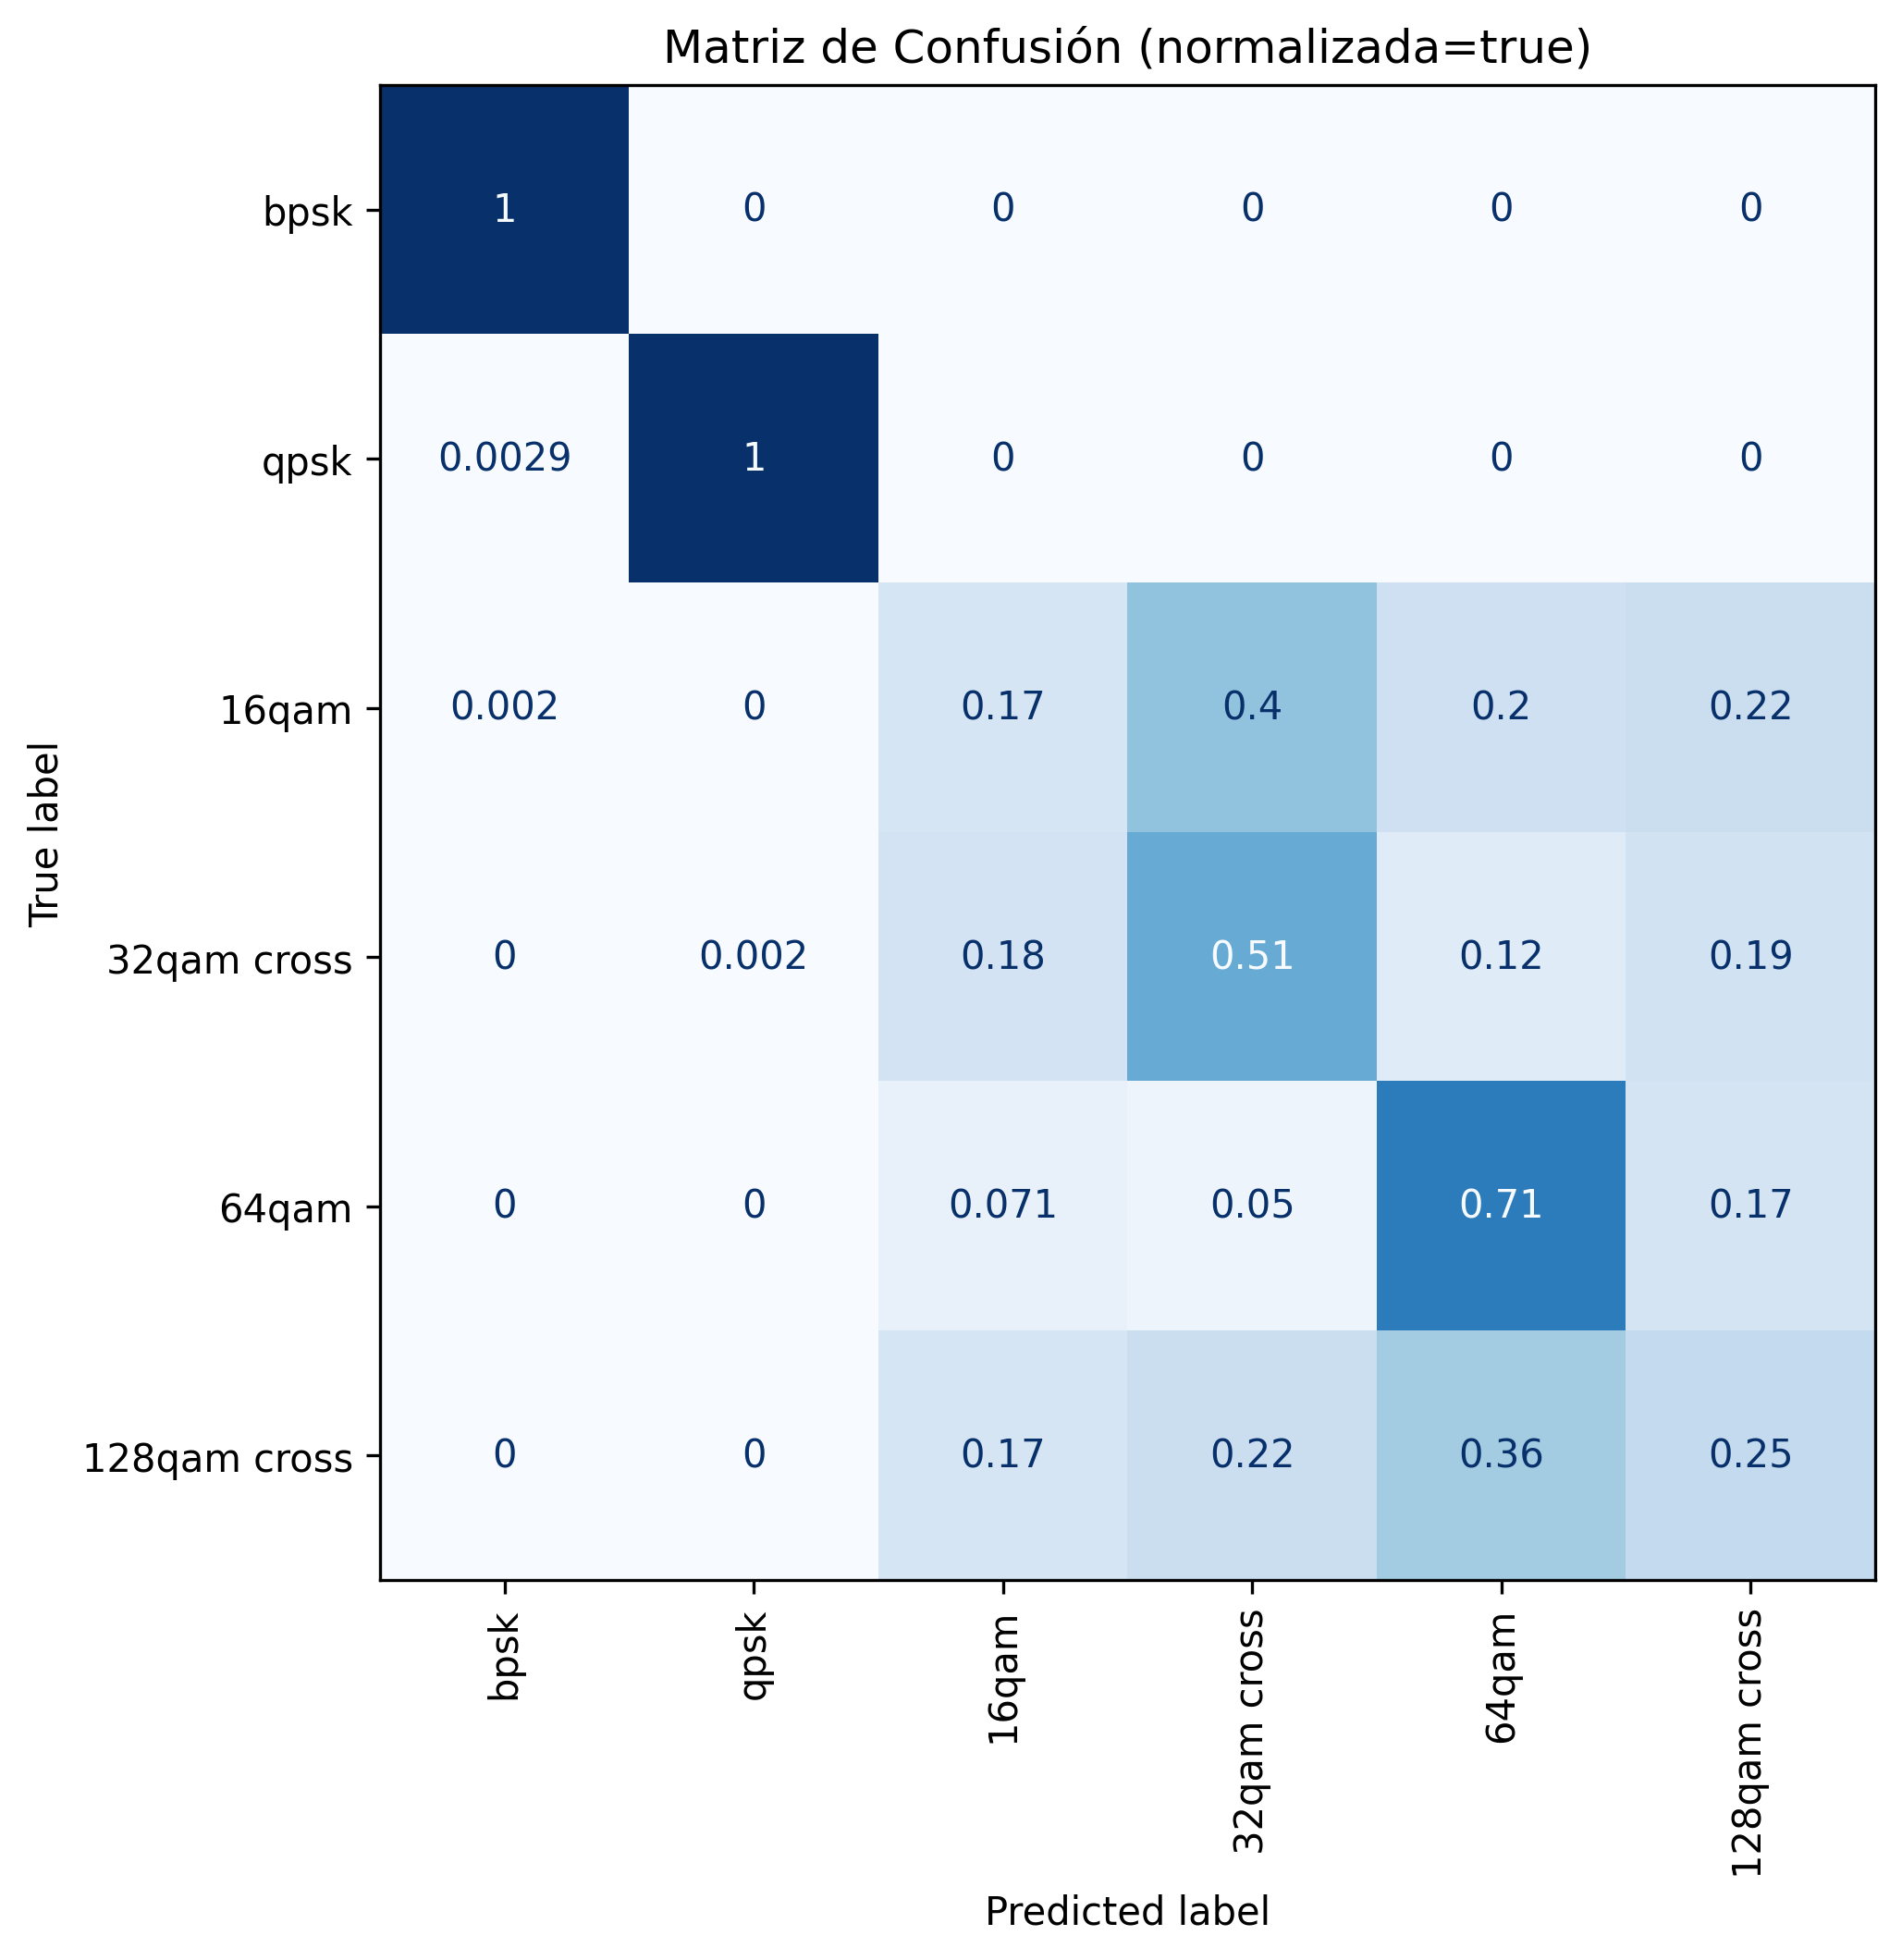 Matriz de Confusión (normalizada=true)
True label
bpsk 1 0 0 0 0 0
qpsk 0.0029 1 0 0 0 0
16qam 0.002 0 0.17 0.4 0.2 0.22
32qam cross 0 0.002 0.18 0.51 0.12 0.19
64qam 0 0 0.071 0.05 0.71 0.17
128qam cross 0 0 0.17 0.22 0.36 0.25
bpsk qpsk 16qam 32qam cross 64qam 128qam cross
Predicted label